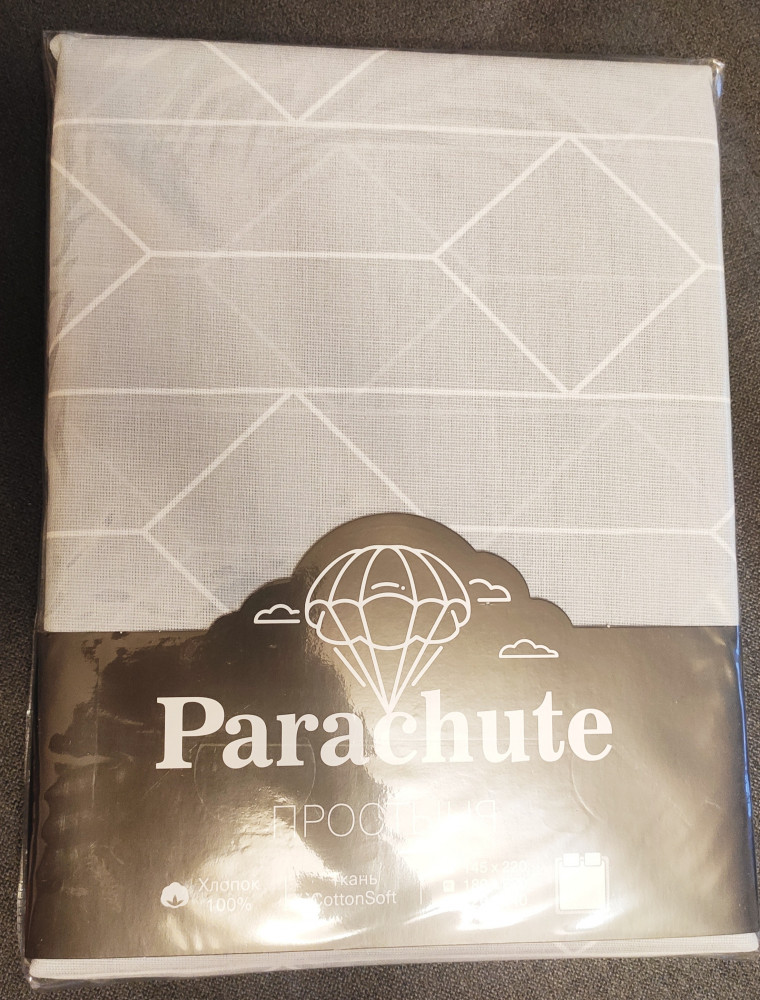 Parachute
ПРОСТЫНЯ
Хлопок
100%
Ткань
CottonSoft